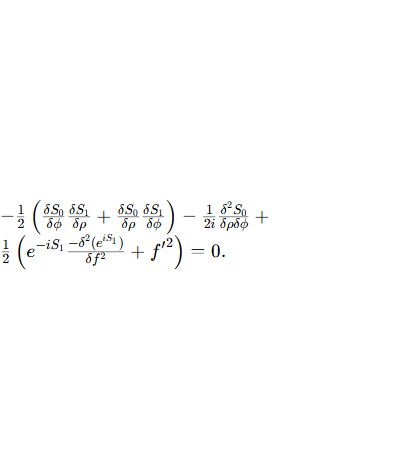 $-\frac{1}{2}\left(\frac{\delta S_0}{\delta \phi}\frac{\delta S_1}{\delta \rho}+\frac{\delta S_0}{\delta \rho}\frac{\delta S_1}{\delta \phi}\right)-\frac{1}{2i}\frac{\delta^2 S_0}{\delta \rho \delta \phi}+$
$\frac{1}{2}\left(e^{-iS_1}\frac{-\delta^2(e^{iS_1})}{\delta f^2}+f'^2\right)=0.$